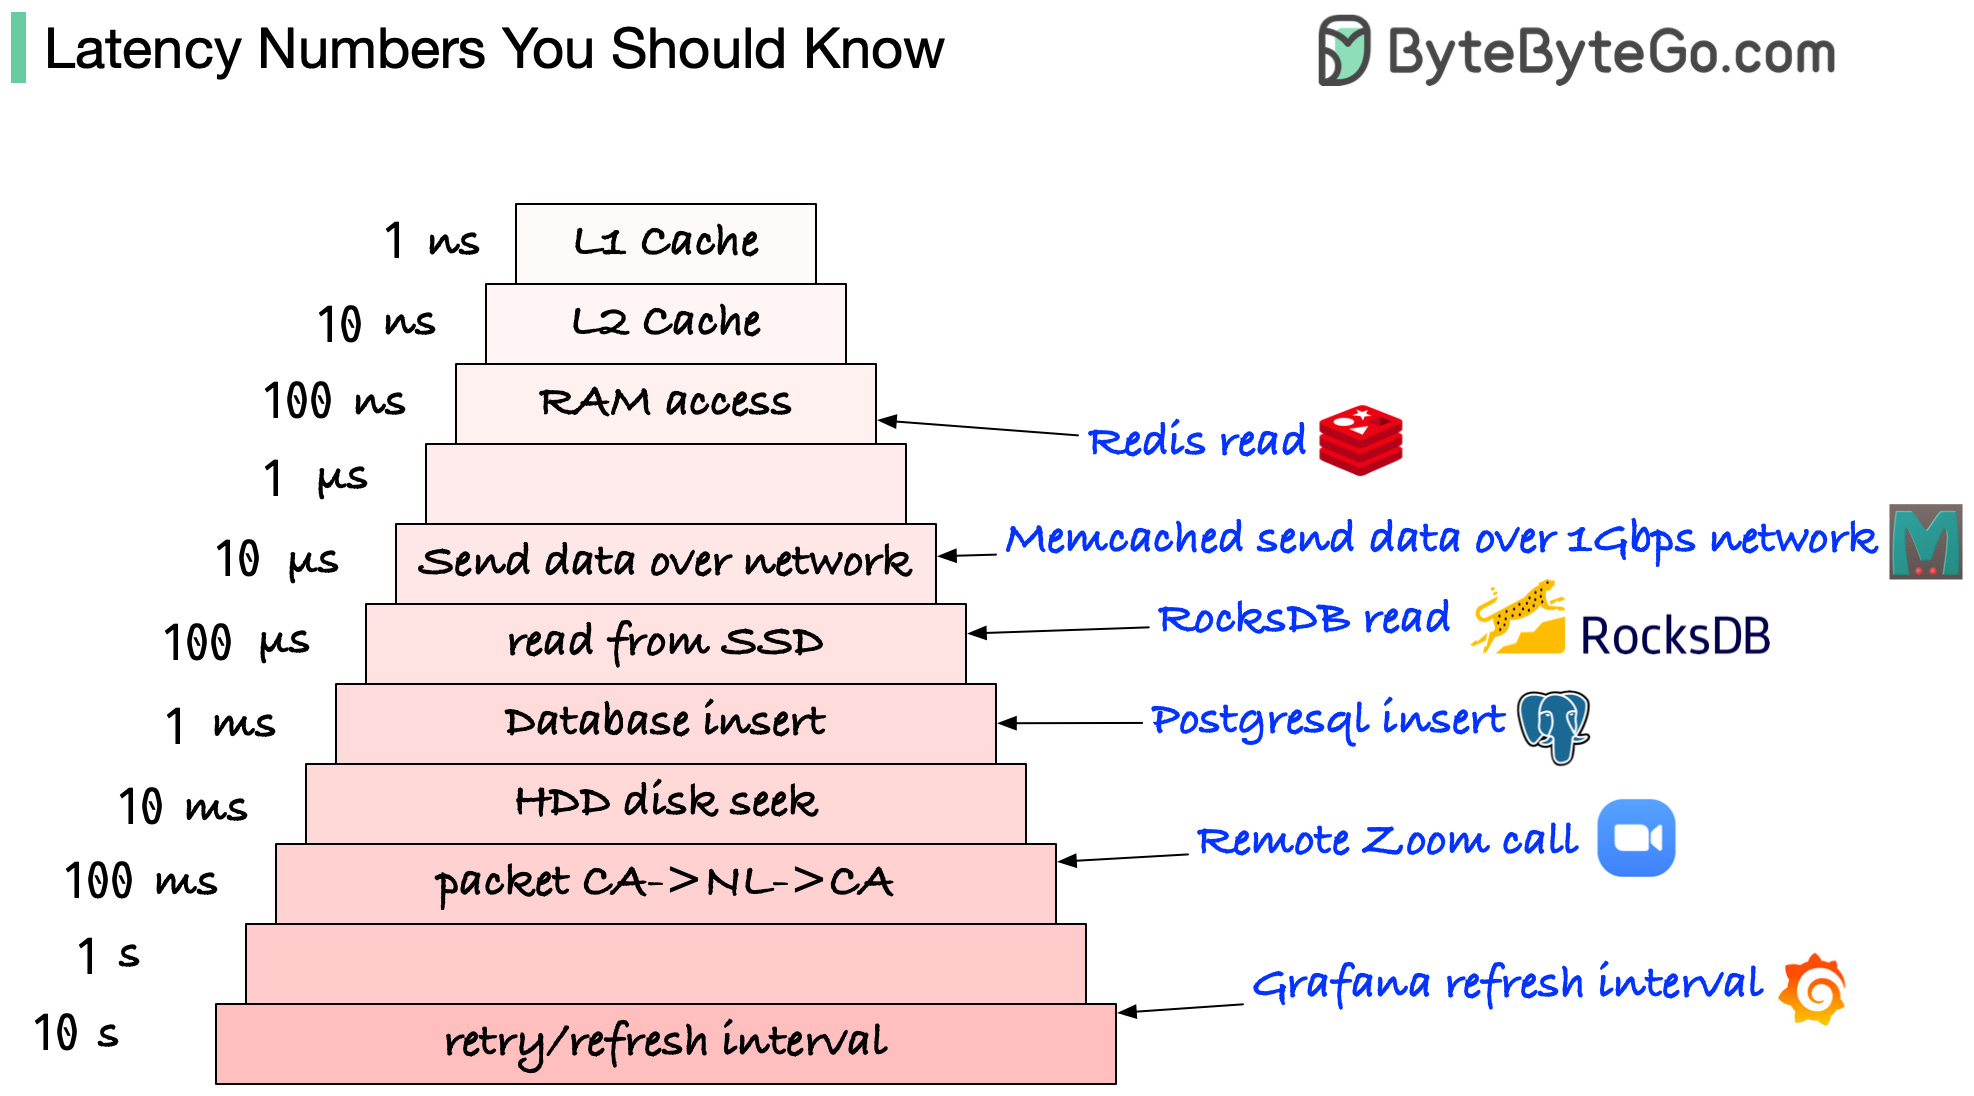 Latency Numbers You Should Know
ByteByteGo.com
1 ns L1 Cache
10 ns L2 Cache
100 ns RAM access
Redis read
1 µs
10 µs Send data over network
Memcached send data over 1Gbps network
M
100 µs read from SSD
RocksDB read
RocksDB
1 ms Database insert
Postgresql insert
10 ms HDD disk seek
100 ms packet CA->NL->CA
Remote Zoom call
1 s
10 s retry/refresh interval
Grafana refresh interval